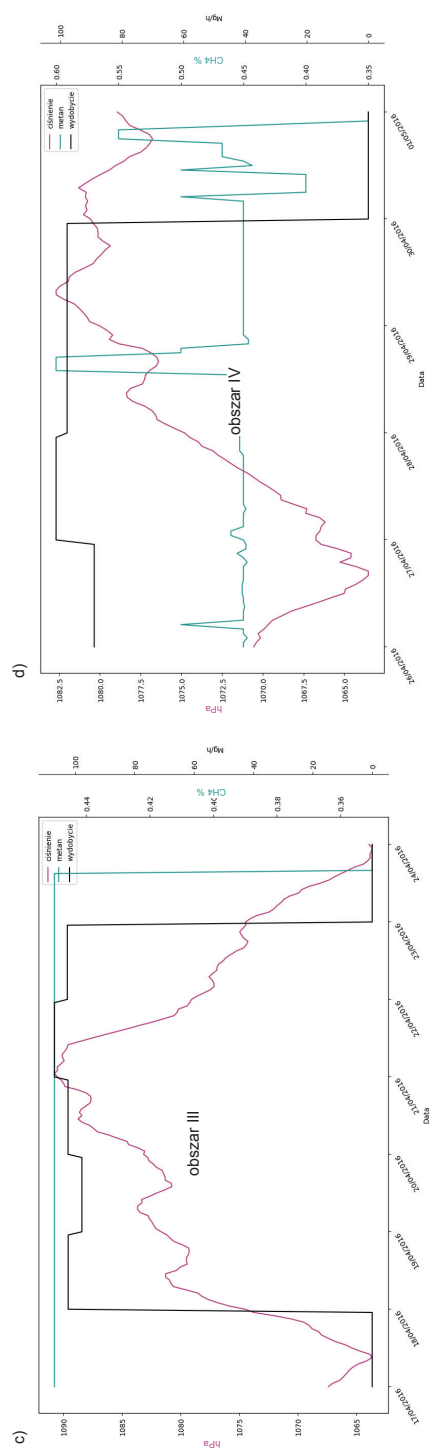 c)
ciśnienie
metan
wydobycie
hPa
1090
1085
1080
1075
1070
1065
CH4 %
0.44
0.42
0.40
0.38
0.36
Mg/h
100
80
60
40
20
0
obszar III
17/04/2016
18/04/2016
19/04/2016
20/04/2016
21/04/2016
22/04/2016
23/04/2016
24/04/2016
Data
d)
ciśnienie
metan
wydobycie
hPa
1082.5
1080.0
1077.5
1075.0
1072.5
1070.0
1067.5
1065.0
CH4 %
0.60
0.55
0.50
0.45
0.40
0.35
Mg/h
100
80
60
40
20
0
obszar IV
26/04/2016
27/04/2016
28/04/2016
29/04/2016
30/04/2016
01/05/2016
Data